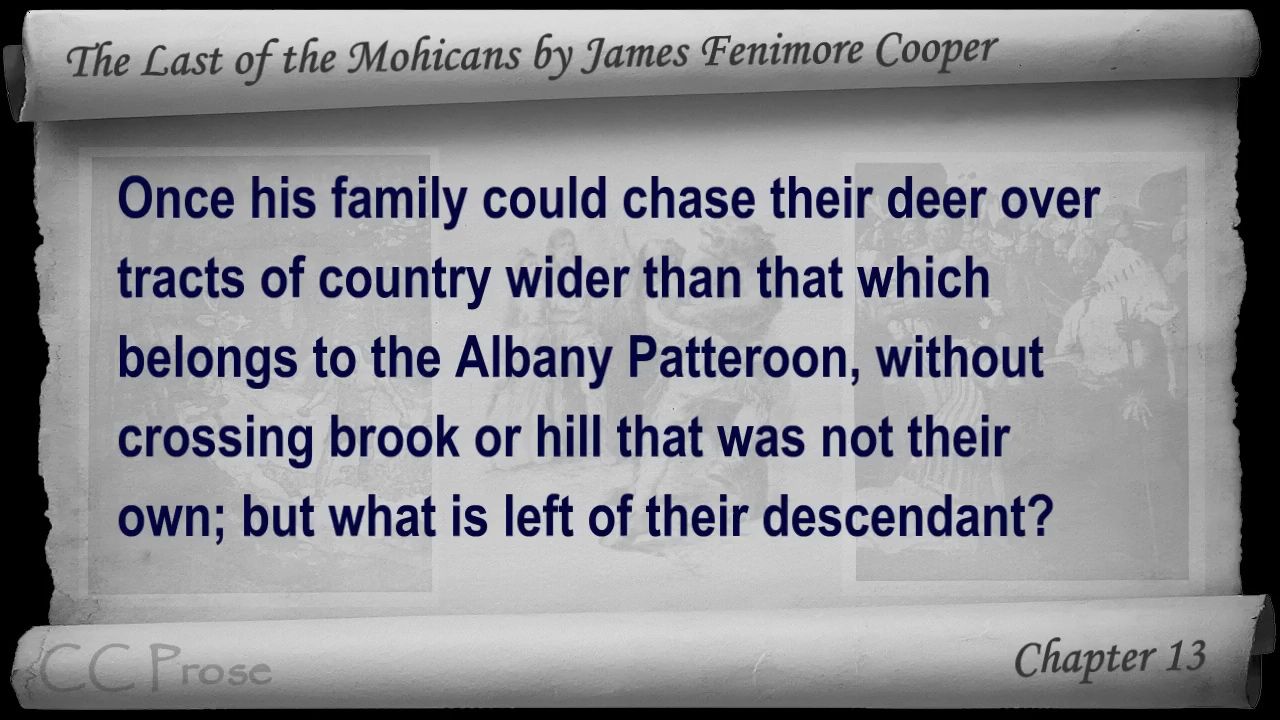 The Last of the Mohicans by James Fenimore Cooper
Once his family could chase their deer over
tracts of country wider than that which
belongs to the Albany Patteroon, without
crossing brook or hill that was not their
own; but what is left of their descendant?
CC Prose
Chapter 13